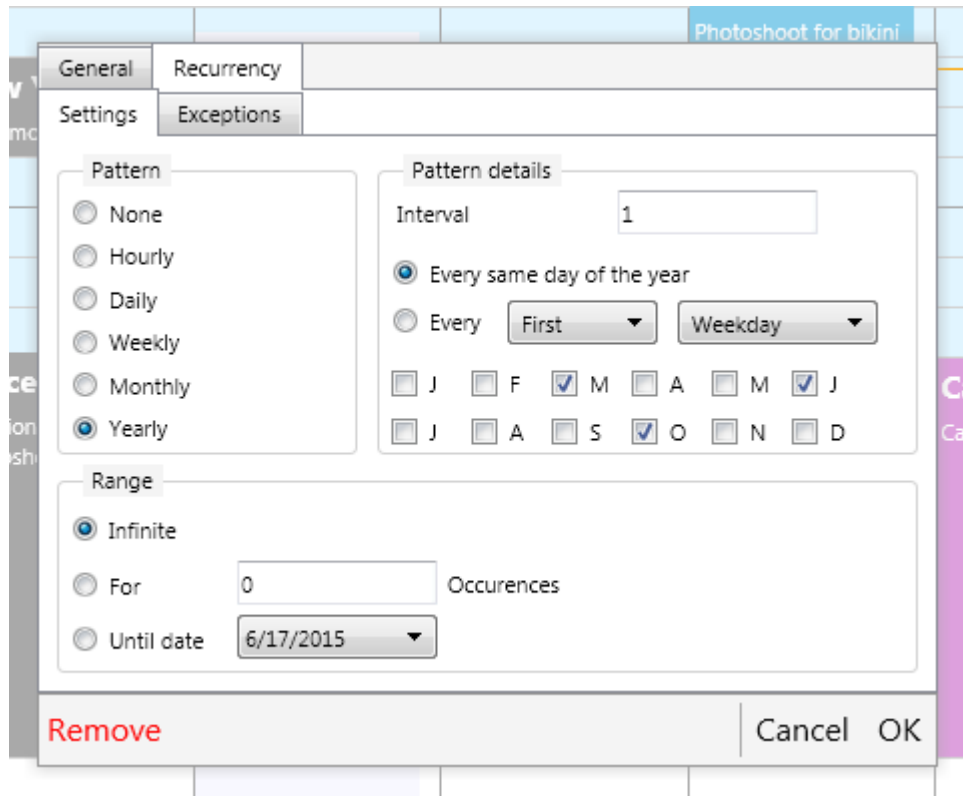 Photoshoot for bikini
General Recurrency
Settings Exceptions
Pattern
None
Hourly
Daily
Weekly
Monthly
Yearly
Pattern details
Interval 1
Every same day of the year
Every First Weekday
J F M A M J
J A S O N D
Range
Infinite
For 0 Occurences
Until date 6/17/2015
Remove Cancel OK